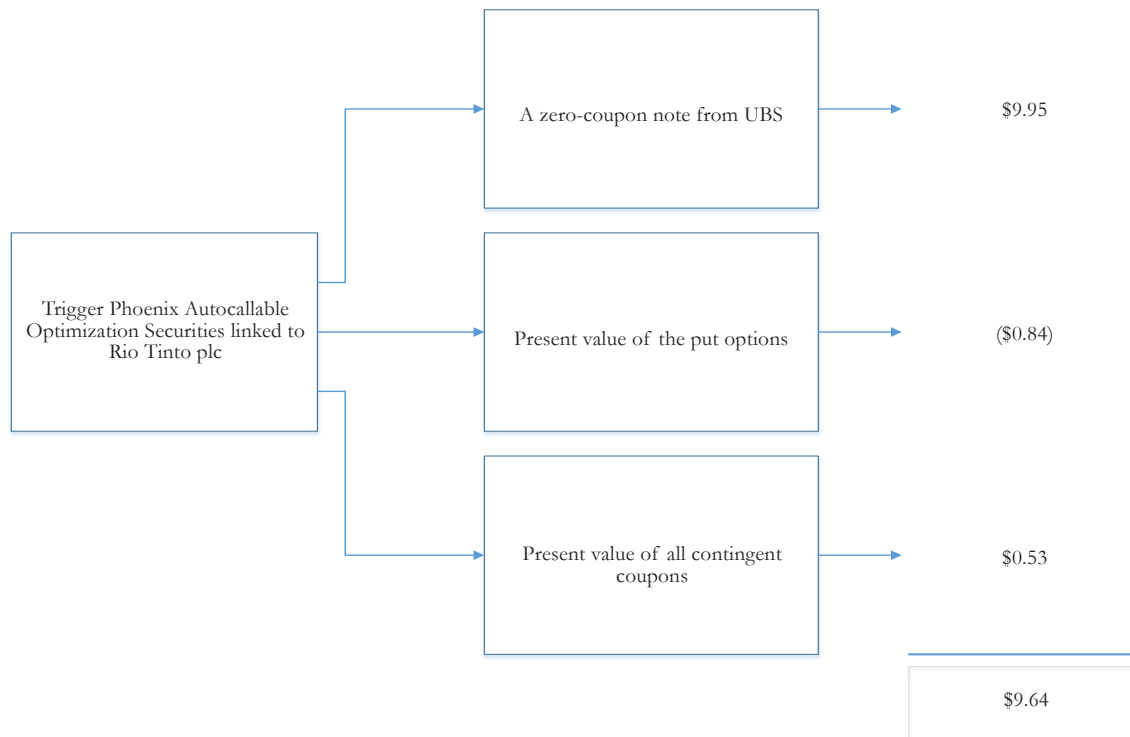 A zero-coupon note from UBS
$9.95
Trigger Phoenix Autocallable
Optimization Securities linked to
Rio Tinto plc
Present value of the put options
($0.84)
Present value of all contingent
coupons
$0.53
$9.64